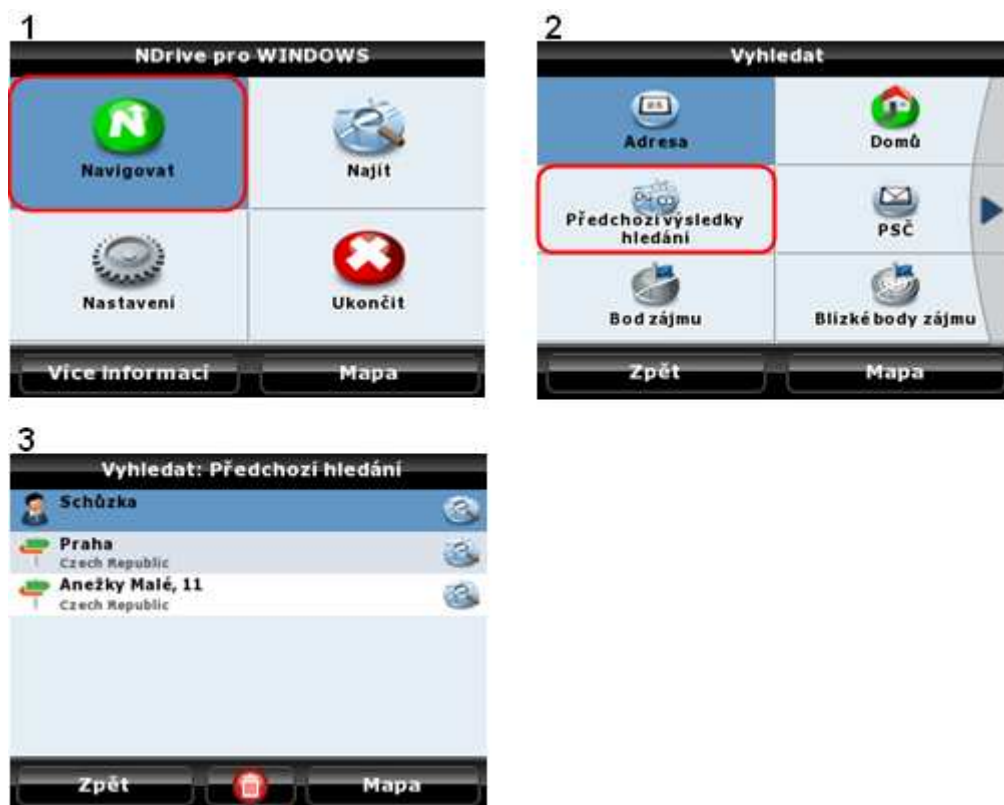 1
NDrive pro WINDOWS
Navigovat
Najít
Nastavení
Ukončit
Více informací
Mapa
2
Vyhledat
Adresa
Domů
Předchozí výsledky
hledání
PSČ
Bod zájmu
Blízké body zájmu
Zpět
Mapa
3
Vyhledat: Předchozí hledání
Schůzka
Praha
Czech Republic
Anežky Malé, 11
Czech Republic
Zpět
Mapa